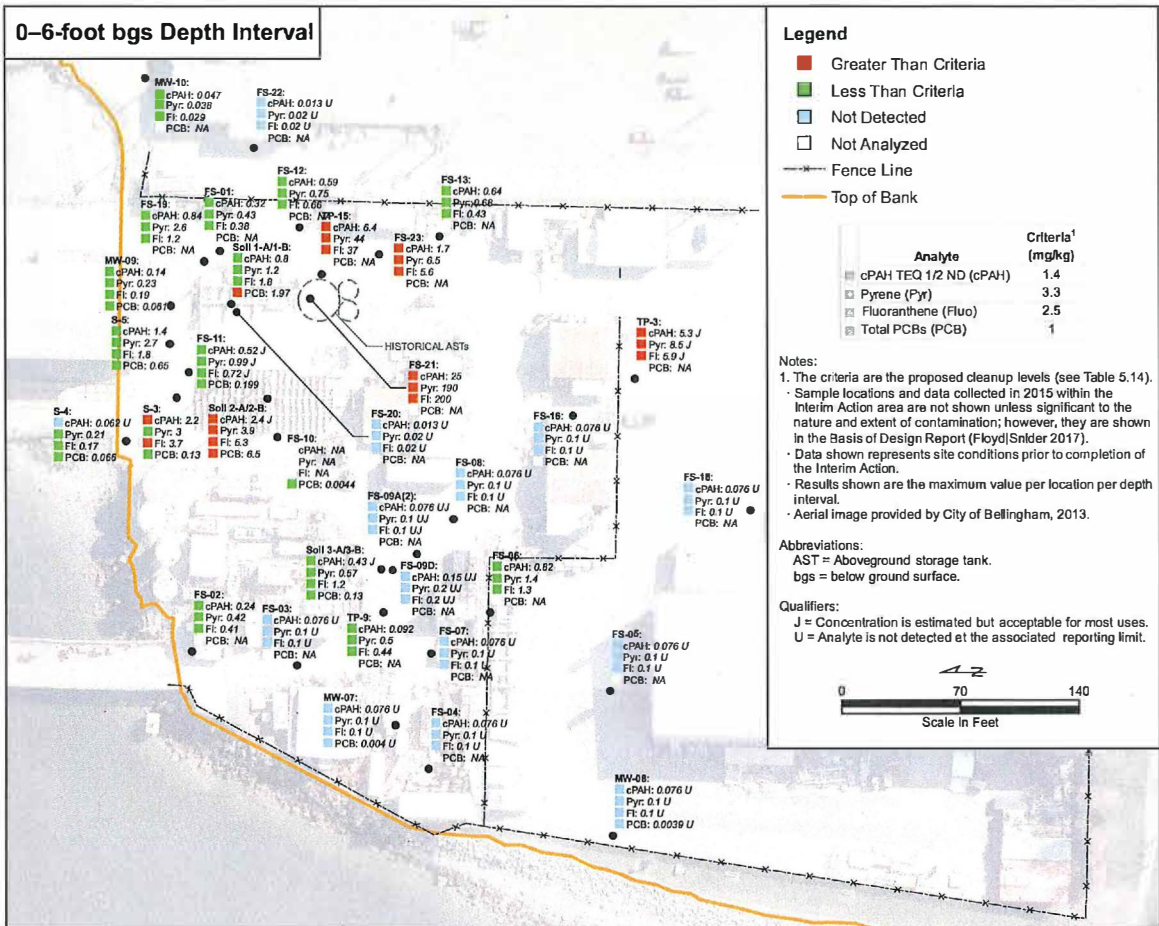 0–6-foot bgs Depth Interval
MW-10:
cPAH: 0.047
Pyr: 0.038
Fl: 0.029
PCB: NA
FS-22:
cPAH: 0.013 U
Pyr: 0.02 U
Fl: 0.02 U
PCB: NA
FS-12:
cPAH: 0.59
Pyr: 0.75
Fl: 0.66
PCB: NA
FS-13:
cPAH: 0.64
Pyr: 0.68
Fl: 0.43
PCB: NA
FS-19:
cPAH: 0.84
Pyr: 2.6
Fl: 1.2
PCB: NA
FS-01:
cPAH: 0.32
Pyr: 0.43
Fl: 0.38
PCB: NA
TP-15:
cPAH: 5.4
Pyr: 44
Fl: 37
PCB: NA
FS-23:
cPAH: 1.7
Pyr: 6.5
Fl: 5.6
PCB: NA
Soil 1-A/1-B:
cPAH: 0.8
Pyr: 1.2
Fl: 1.8
PCB: 1.97
MW-09:
cPAH: 0.14
Pyr: 0.23
Fl: 0.19
PCB: 0.061
S-5:
cPAH: 1.4
Pyr: 2.7
Fl: 1.8
PCB: 0.65
FS-11:
cPAH: 0.52 J
Pyr: 0.99 J
Fl: 0.72 J
PCB: 0.199
HISTORICAL ASTs
TP-3:
cPAH: 5.3 J
Pyr: 8.5 J
Fl: 5.9 J
PCB: NA
FS-21:
cPAH: 25
Pyr: 190
Fl: 200
PCB: NA
S-4:
cPAH: 0.062 U
Pyr: 0.21
Fl: 0.17
PCB: 0.066
S-3:
cPAH: 2.2
Pyr: 3
Fl: 3.7
PCB: 0.13
Soil 2-A/2-B:
cPAH: 2.4 J
Pyr: 3.9
Fl: 5.3
PCB: 6.5
FS-10:
cPAH: NA
Pyr: NA
Fl: NA
PCB: 0.0044
FS-20:
cPAH: 0.013 U
Pyr: 0.02 U
Fl: 0.02 U
PCB: NA
FS-16:
cPAH: 0.076 U
Pyr: 0.1 U
Fl: 0.1 U
PCB: NA
FS-08:
cPAH: 0.076 U
Pyr: 0.1 U
Fl: 0.1 U
PCB: NA
FS-18:
cPAH: 0.076 U
Pyr: 0.1 U
Fl: 0.1 U
PCB: NA
FS-09A(2):
cPAH: 0.076 UJ
Pyr: 0.1 UJ
Fl: 0.1 UJ
PCB: NA
Soil 3-A/3-B:
cPAH: 0.43 J
Pyr: 0.57
Fl: 1.2
PCB: 0.13
FS-09D:
cPAH: 0.15 UJ
Pyr: 0.2 UJ
Fl: 0.2 UJ
PCB: NA
FS-06:
cPAH: 0.82
Pyr: 1.4
Fl: 1.3
PCB: NA
FS-02:
cPAH: 0.24
Pyr: 0.42
Fl: 0.41
PCB: NA
FS-03:
cPAH: 0.076 U
Pyr: 0.1 U
Fl: 0.1 U
PCB: NA
TP-9:
cPAH: 0.092
Pyr: 0.5
Fl: 0.44
PCB: NA
FS-07:
cPAH: 0.076 U
Pyr: 0.1 U
Fl: 0.1 U
PCB: NA
FS-05:
cPAH: 0.076 U
Pyr: 0.1 U
Fl: 0.1 U
PCB: NA
MW-07:
cPAH: 0.076 U
Pyr: 0.1 U
Fl: 0.1 U
PCB: 0.004 U
FS-04:
cPAH: 0.076 U
Pyr: 0.1 U
Fl: 0.1 U
PCB: NA
MW-08:
cPAH: 0.076 U
Pyr: 0.1 U
Fl: 0.1 U
PCB: 0.0039 U
Legend
Greater Than Criteria
Less Than Criteria
Not Detected
Not Analyzed
Fence Line
Top of Bank
Analyte Criteria1 (mg/kg)
cPAH TEQ 1/2 ND (cPAH) 1.4
Pyrene (Pyr) 3.3
Fluoranthene (Fluo) 2.5
Total PCBs (PCB) 1
Notes:
1. The criteria are the proposed cleanup levels (see Table 5.14).
· Sample locations and data collected in 2015 within the
Interim Action area are not shown unless significant to the
nature and extent of contamination; however, they are shown
in the Basis of Design Report (Floyd|Snider 2017).
· Data shown represents site conditions prior to completion of
the Interim Action.
· Results shown are the maximum value per location per depth
interval.
· Aerial image provided by City of Bellingham, 2013.
Abbreviations:
AST = Aboveground storage tank.
bgs = below ground surface.
Qualifiers:
J = Concentration is estimated but acceptable for most uses.
U = Analyte is not detected at the associated reporting limit.
Z
0 70 140
Scale in Feet